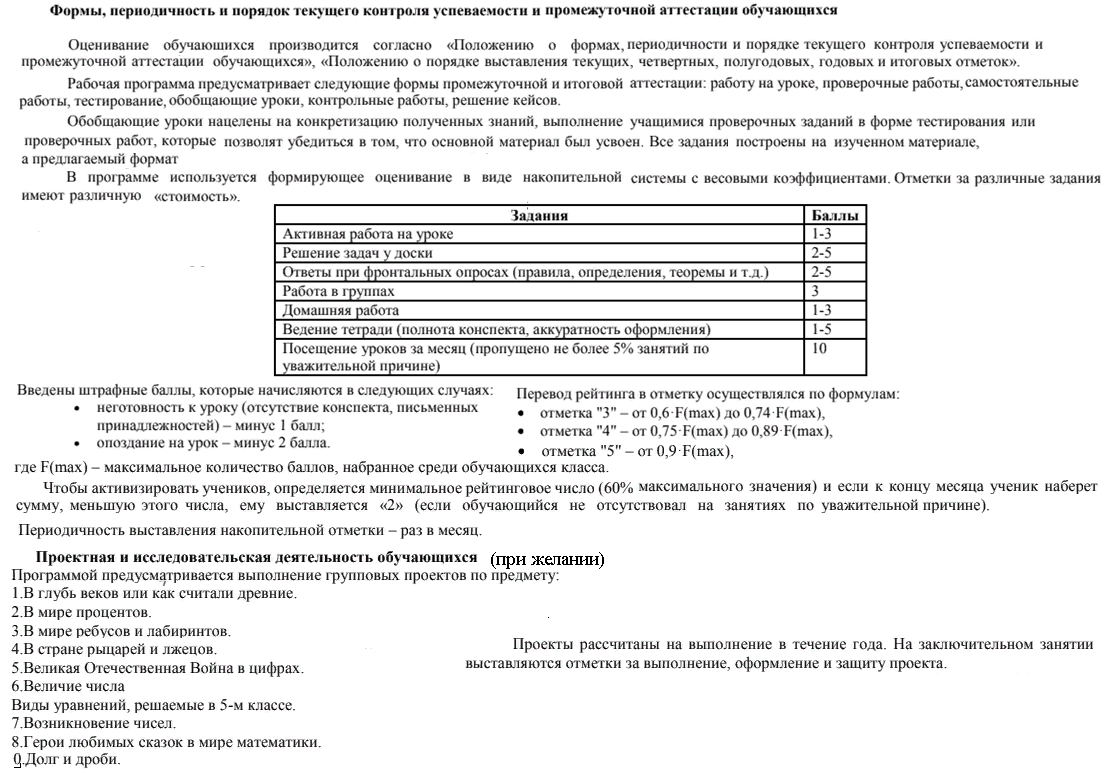 Формы, периодичность и порядок текущего контроля успеваемости и промежуточной аттестации обучающихся
Оценивание обучающихся производится согласно «Положению о формах, периодичности и порядке текущего контроля успеваемости и
промежуточной аттестации обучающихся», «Положению о порядке выставления текущих, четвертных, полугодовых, годовых и итоговых отметок».
Рабочая программа предусматривает следующие формы промежуточной и итоговой аттестации: работу на уроке, проверочные работы, самостоятельные
работы, тестирование, обобщающие уроки, контрольные работы, решение кейсов.
Обобщающие уроки нацелены на конкретизацию полученных знаний, выполнение учащимися проверочных заданий в форме тестирования или
проверочных работ, которые позволят убедиться в том, что основной материал был усвоен. Все задания построены на изученном материале,
а предлагаемый формат
В программе используется формирующее оценивание в виде накопительной системы с весовыми коэффициентами. Отметки за различные задания
имеют различную «стоимость».
Задания Баллы
Активная работа на уроке 1-3
Решение задач у доски 2-5
Ответы при фронтальных опросах (правила, определения, теоремы и т.д.) 2-5
Работа в группах 3
Домашняя работа 1-3
Ведение тетради (полнота конспекта, аккуратность оформления) 1-5
Посещение уроков за месяц (пропущено не более 5% занятий по 10
уважительной причине)
Введены штрафные баллы, которые начисляются в следующих случаях:
• неготовность к уроку (отсутствие конспекта, письменных
принадлежностей) – минус 1 балл;
• опоздание на урок – минус 2 балла.
Перевод рейтинга в отметку осуществлялся по формулам:
• отметка "3" – от 0,6·F(max) до 0,74·F(max),
• отметка "4" – от 0,75·F(max) до 0,89·F(max),
• отметка "5" – от 0,9·F(max),
где F(max) – максимальное количество баллов, набранное среди обучающихся класса.
Чтобы активизировать учеников, определяется минимальное рейтинговое число (60% максимального значения) и если к концу месяца ученик наберет
сумму, меньшую этого числа, ему выставляется «2» (если обучающийся не отсутствовал на занятиях по уважительной причине).
Периодичность выставления накопительной отметки – раз в месяц.
Проектная и исследовательская деятельность обучающихся (при желании)
Программой предусматривается выполнение групповых проектов по предмету:
1.В глубь веков или как считали древние.
2.В мире процентов.
3.В мире ребусов и лабиринтов.
4.В стране рыцарей и лжецов.
5.Великая Отечественная Война в цифрах.
6.Величие числа
Виды уравнений, решаемые в 5-м классе.
7.Возникновение чисел.
8.Герои любимых сказок в мире математики.
9.Долг и дроби.
Проекты рассчитаны на выполнение в течение года. На заключительном занятии
выставляются отметки за выполнение, оформление и защиту проекта.